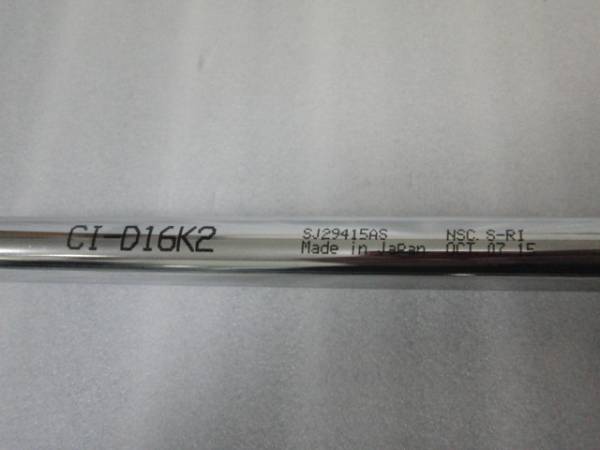 CI-D16K2
SJ29415AS NSC S-RI
Made in JaPan OCT 07 15